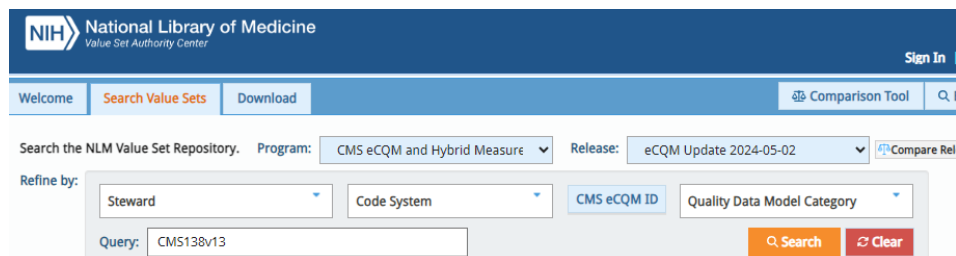 NIH National Library of Medicine
Value Set Authority Center
Sign In
Welcome Search Value Sets Download Comparison Tool
Search the NLM Value Set Repository. Program: CMS eCQM and Hybrid Measure Release: eCQM Update 2024-05-02 Compare Rel
Refine by:
Steward Code System CMS eCQM ID Quality Data Model Category
Query: CMS138v13 Search Clear